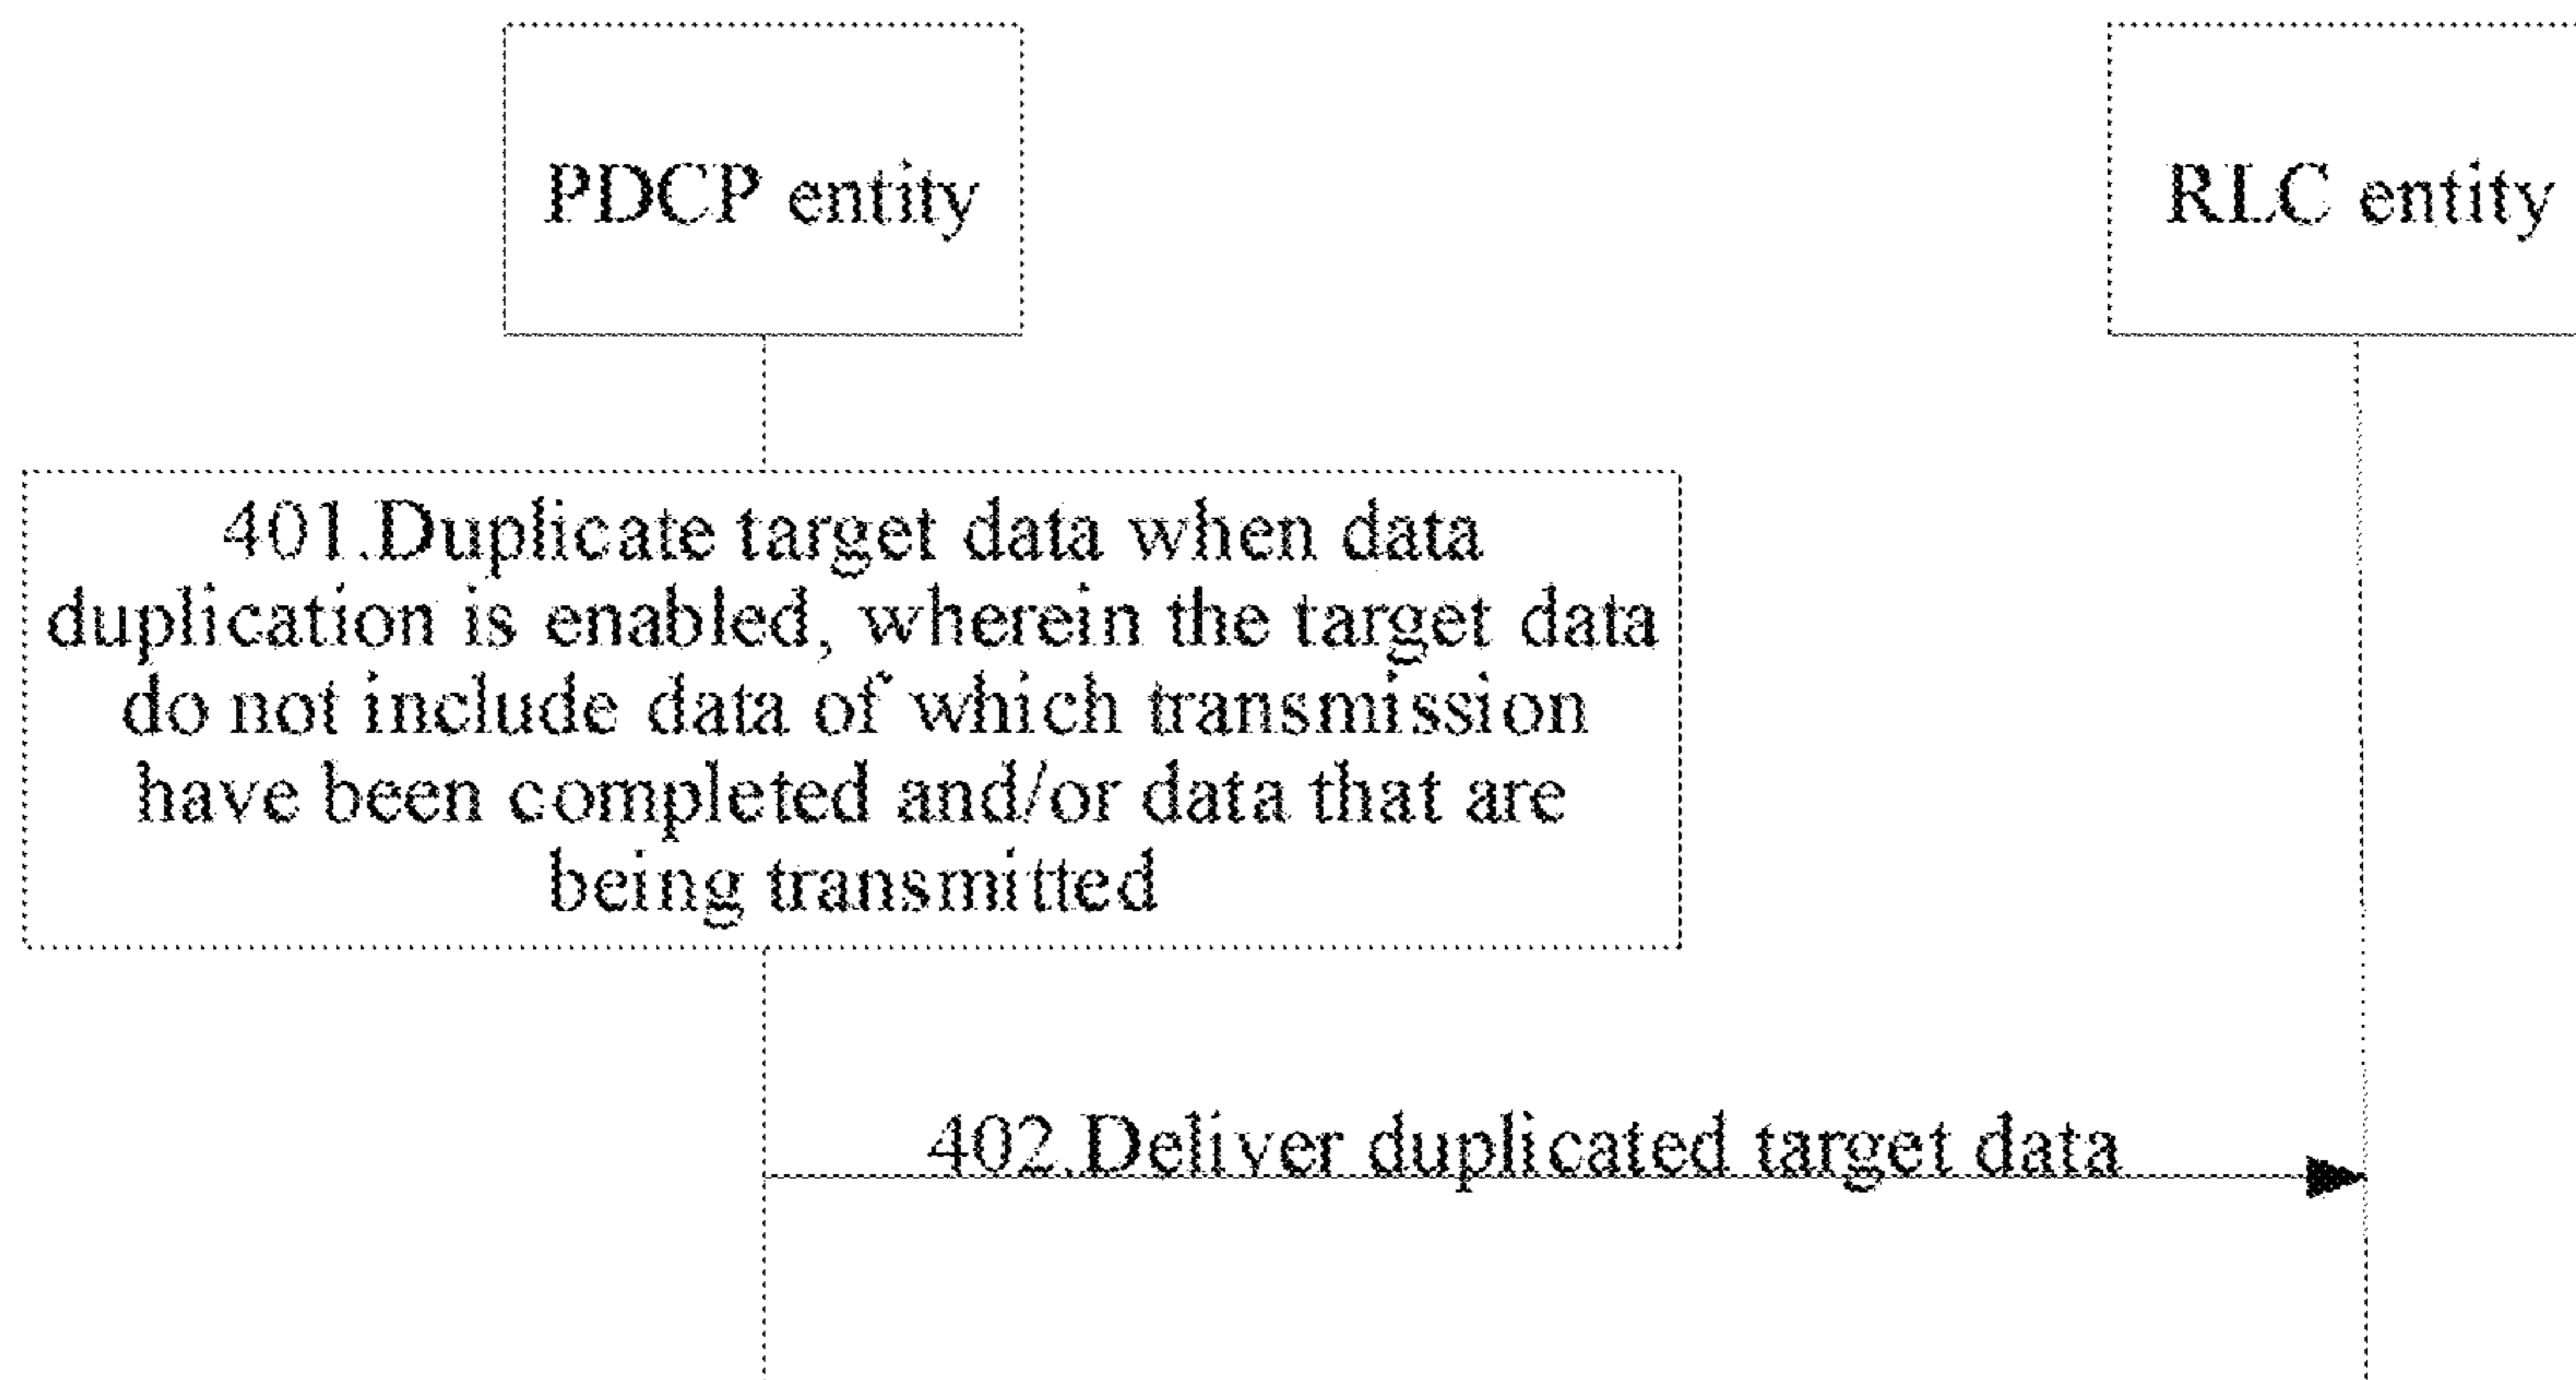 PDCP entity
RLC entity
401.Duplicate target data when data
duplication is enabled, wherein the target data
do not include data of which transmission
have been completed and/or data that are
being transmitted
402.Deliver duplicated target data